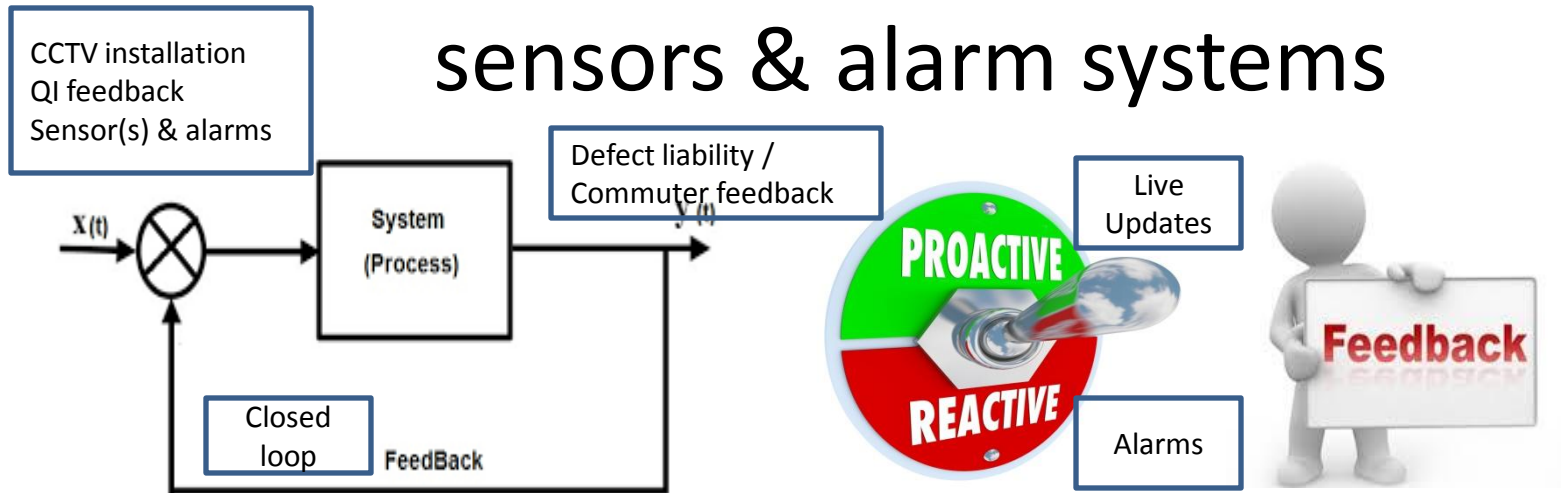 sensors & alarm systems
CCTV installation
QI feedback
Sensor(s) & alarms
Defect liability /
Commuter feedback
X(t)
System
(Process)
y (t)
Closed
loop
FeedBack
PROACTIVE
REACTIVE
Live
Updates
Alarms
Feedback